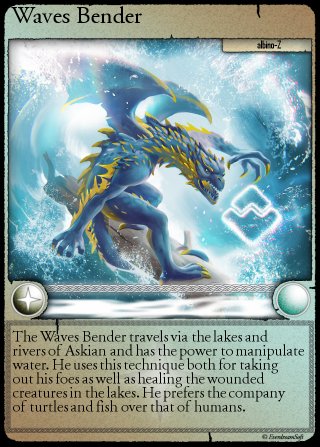 Waves Bender
albino-Z
The Waves Bender travels via the lakes and
rivers of Askian and has the power to manipulate
water. He uses this technique both for taking
out his foes as well as healing the wounded
creatures in the lakes. He prefers the company
of turtles and fish over that of humans.
© EverdreamSoft